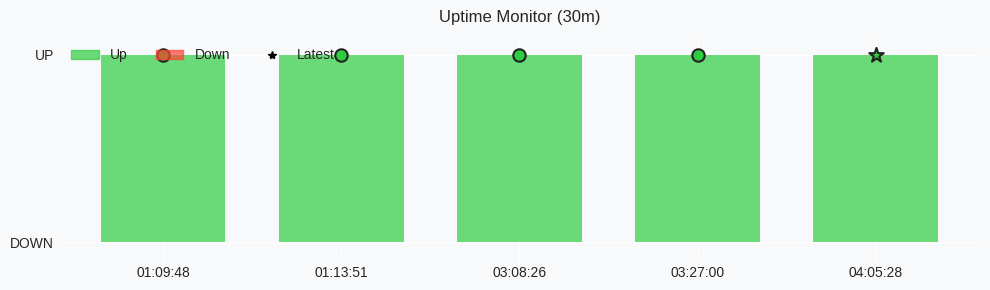 Uptime Monitor (30m)
UP
Up
Down
Latest
DOWN
01:09:48
01:13:51
03:08:26
03:27:00
04:05:28